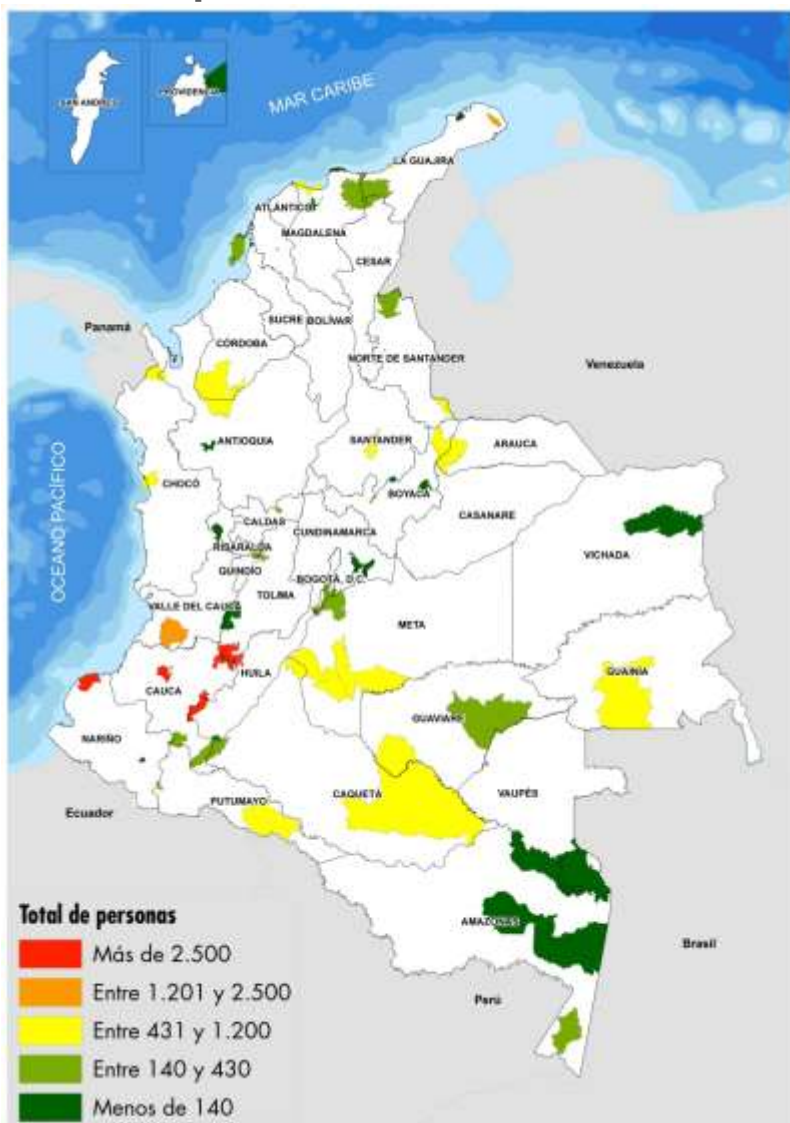 SAN ANDRES
PROVIDENCIA
MAR CARIBE
LA GUAJIRA
ATLÁNTICO
MAGDALENA
CESAR
Panamá
SUCRE
BOLÍVAR
CÓRDOBA
NORTE DE SANTANDER
Venezuela
ANTIOQUIA
SANTANDER
ARAUCA
OCEANO PACÍFICO
CHOCÓ
BOYACÁ
CASANARE
CALDAS
CUNDINAMARCA
VICHADA
RISARALDA
QUINDÍO
BOGOTÁ, D.C.
TOLIMA
VALLE DEL CAUCA
META
HUILA
GUAINÍA
CAUCA
GUAVIARE
NARIÑO
CAQUETÁ
VAUPÉS
Ecuador
PUTUMAYO
Total de personas
AMAZONAS
Brasil
Más de 2.500
Entre 1.201 y 2.500
Perú
Entre 431 y 1.200
Entre 140 y 430
Menos de 140